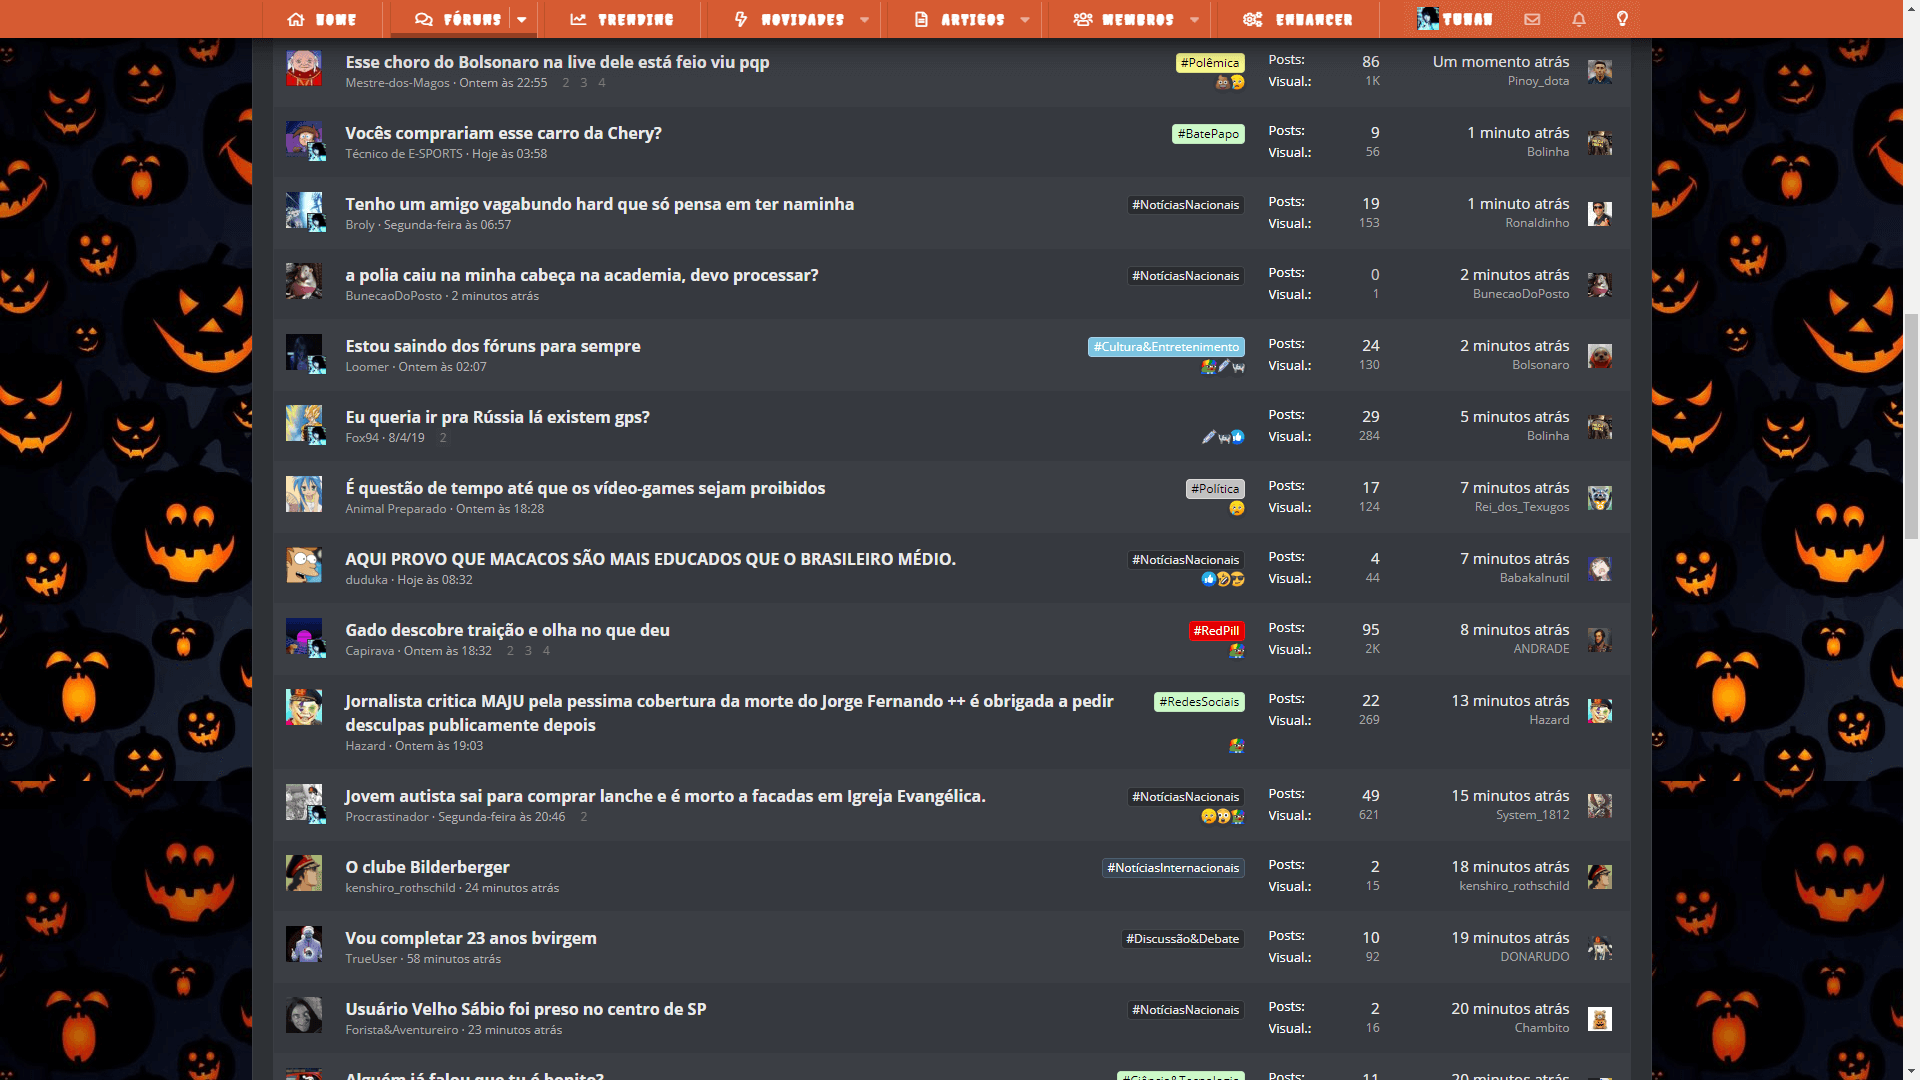 HOME FÓRUNS TRENDING NOVIDADES ARTIGOS MEMBROS ENHANCER TUNAN
Esse choro do Bolsonaro na live dele está feio viu pqp #Polêmica Posts: 86 Um momento atrás
Mestre-dos-Magos · Ontem às 22:55 2 3 4 Visual.: 1K Pinoy_dota
Vocês comprariam esse carro da Chery? #BatePapo Posts: 9 1 minuto atrás
Técnico de E-SPORTS · Hoje às 03:58 Visual.: 56 Bolinha
Tenho um amigo vagabundo hard que só pensa em ter naminha #NotíciasNacionais Posts: 19 1 minuto atrás
Broly · Segunda-feira às 06:57 Visual.: 153 Ronaldinho
a polia caiu na minha cabeça na academia, devo processar? #NotíciasNacionais Posts: 0 2 minutos atrás
BunecaoDoPosto · 2 minutos atrás Visual.: 1 BunecaoDoPosto
Estou saindo dos fóruns para sempre #Cultura&Entretenimento Posts: 24 2 minutos atrás
Loomer · Ontem às 02:07 Visual.: 130 Bolsonaro
Eu queria ir pra Rússia lá existem gps? Posts: 29 5 minutos atrás
Fox94 · 8/4/19 2 Visual.: 284 Bolinha
É questão de tempo até que os vídeo-games sejam proibidos #Política Posts: 17 7 minutos atrás
Animal Preparado · Ontem às 18:28 Visual.: 124 Rei_dos_Texugos
AQUI PROVO QUE MACACOS SÃO MAIS EDUCADOS QUE O BRASILEIRO MÉDIO. #NotíciasNacionais Posts: 4 7 minutos atrás
duduka · Hoje às 08:32 Visual.: 44 BabakaInutil
Gado descobre traição e olha no que deu #RedPill Posts: 95 8 minutos atrás
Capirava · Ontem às 18:32 2 3 4 Visual.: 2K ANDRADE
Jornalista critica MAJU pela pessima cobertura da morte do Jorge Fernando ++ é obrigada a pedir #RedesSociais Posts: 22 13 minutos atrás
desculpas publicamente depois Visual.: 269 Hazard
Hazard · Ontem às 19:03
Jovem autista sai para comprar lanche e é morto a facadas em Igreja Evangélica. #NotíciasNacionais Posts: 49 15 minutos atrás
Procrastinador · Segunda-feira às 20:46 2 Visual.: 621 System_1812
O clube Bilderberger #NotíciasInternacionais Posts: 2 18 minutos atrás
kenshiro_rothschild · 24 minutos atrás Visual.: 15 kenshiro_rothschild
Vou completar 23 anos bvirgem #Discussão&Debate Posts: 10 19 minutos atrás
TrueUser · 58 minutos atrás Visual.: 92 DONARUDO
Usuário Velho Sábio foi preso no centro de SP #NotíciasNacionais Posts: 2 20 minutos atrás
Forista&Aventureiro · 23 minutos atrás Visual.: 16 Chambito
Alguém já falou que tu é bonito? #Ciência&Tecnologia Posts: 11 20 minutos atrás